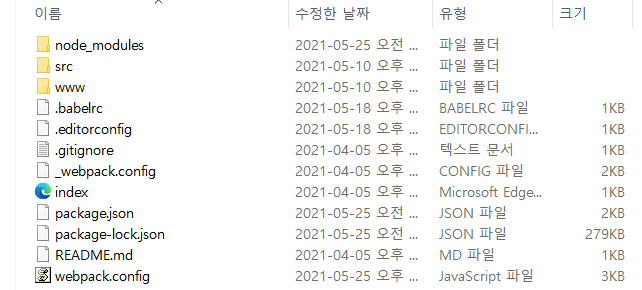 이름 수정한 날짜 유형 크기
node_modules 2021-05-25 오전 ... 파일 폴더
src 2021-05-10 오후 ... 파일 폴더
www 2021-05-10 오후 ... 파일 폴더
.babelrc 2021-05-18 오후 ... BABELRC 파일 1KB
.editorconfig 2021-05-18 오후 ... EDITORCONFI... 1KB
.gitignore 2021-04-05 오후 ... 텍스트 문서 1KB
_webpack.config 2021-04-05 오후 ... CONFIG 파일 2KB
index 2021-04-05 오후 ... Microsoft Edge... 1KB
package.json 2021-05-25 오전 ... JSON 파일 2KB
package-lock.json 2021-05-25 오전 ... JSON 파일 279KB
README.md 2021-04-05 오후 ... MD 파일 1KB
webpack.config 2021-05-25 오후 ... JavaScript 파일 3KB